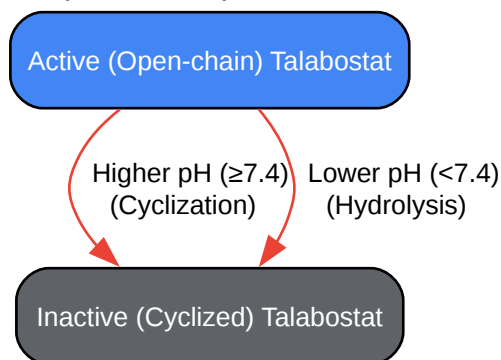 Active (Open-chain) Talabostat
Higher pH (≥7.4)
(Cyclization)
Lower pH (<7.4)
(Hydrolysis)
Inactive (Cyclized) Talabostat